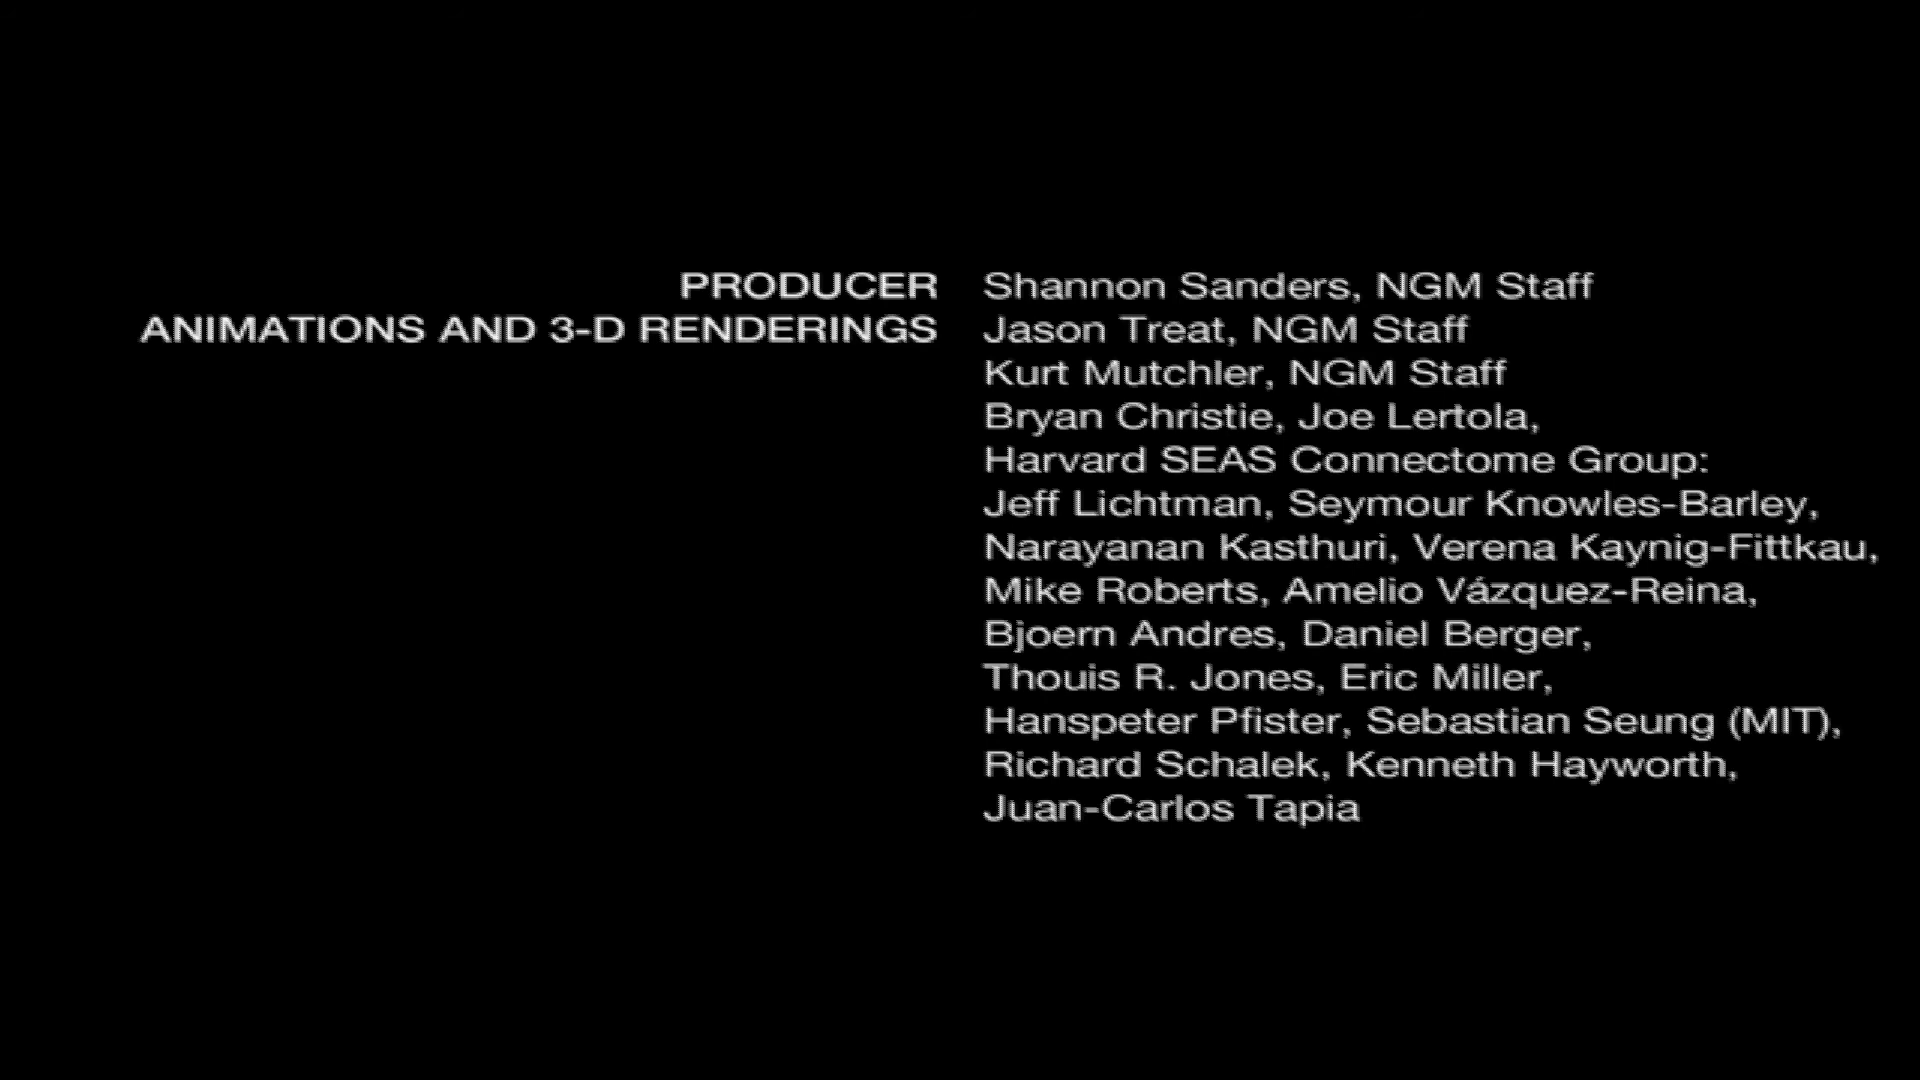 PRODUCER Shannon Sanders, NGM Staff
ANIMATIONS AND 3-D RENDERINGS Jason Treat, NGM Staff
Kurt Mutchler, NGM Staff
Bryan Christie, Joe Lertola,
Harvard SEAS Connectome Group:
Jeff Lichtman, Seymour Knowles-Barley,
Narayanan Kasthuri, Verena Kaynig-Fittkau,
Mike Roberts, Amelio Vázquez-Reina,
Bjoern Andres, Daniel Berger,
Thouis R. Jones, Eric Miller,
Hanspeter Pfister, Sebastian Seung (MIT),
Richard Schalek, Kenneth Hayworth,
Juan-Carlos Tapia